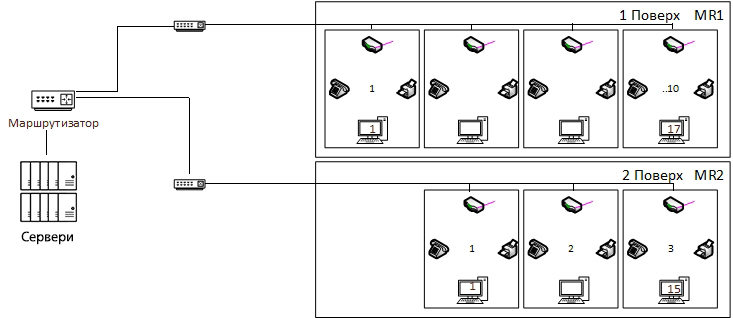 1 Поверх MR1
1
..10
1
17
Маршрутизатор
2 Поверх MR2
Сервери
1
2
3
1
15